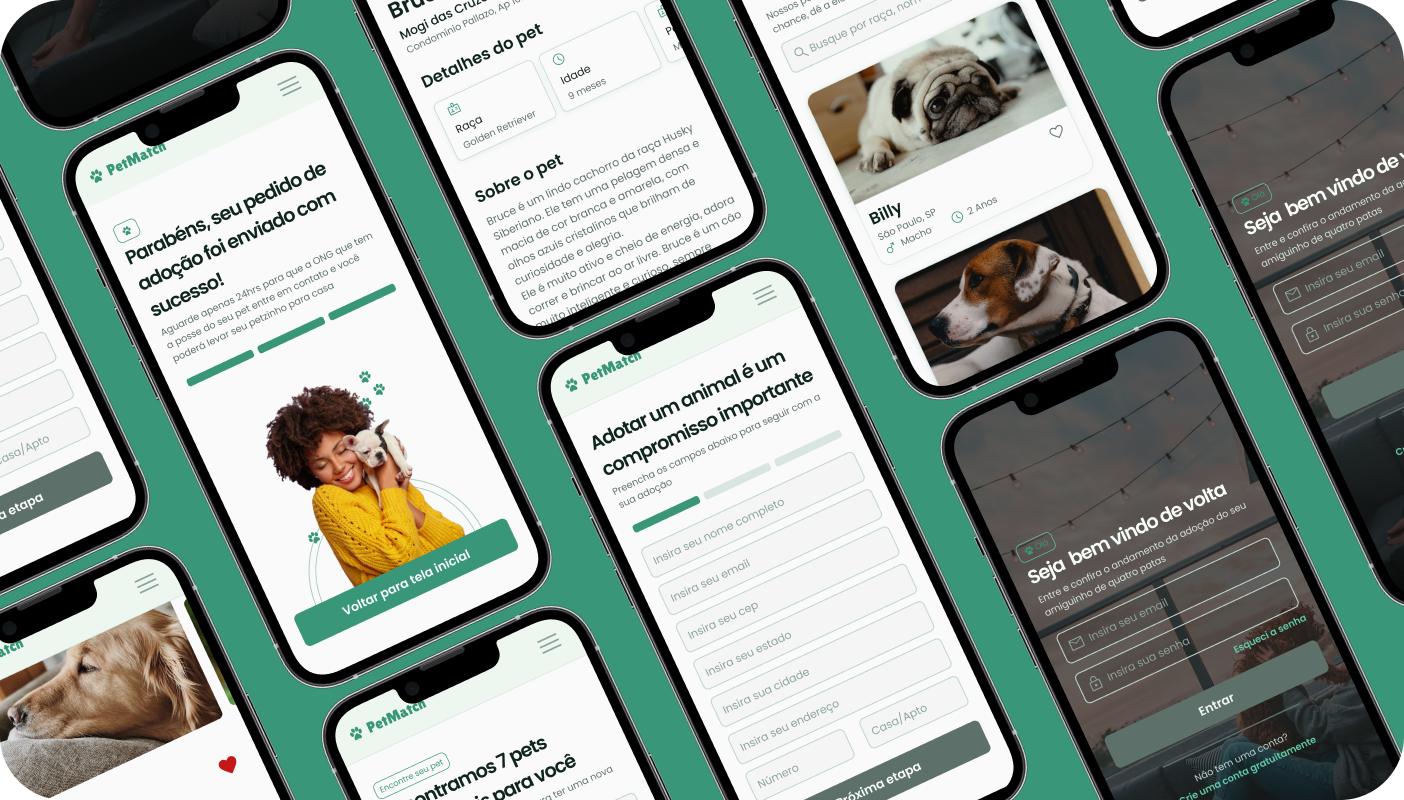 Casa/Apto
a etapa
PetMatch
Parabéns, seu pedido de
adoção foi enviado com
sucesso!
Aguarde apenas 24hrs para que a ONG que tem
a posse do seu pet entre em contato e você
poderá levar seu petzinho para casa
Voltar para tela inicial
Mogi das Cruze
Condomínio Pallazo, Ap
Detalhes do pet
Raça
Golden Retriever
Idade
9 meses
Sobre o pet
Bruce é um lindo cachorro da raça Husky
Siberiano. Ele tem uma pelagem densa e
macia de cor branca e amarela, com
olhos azuis cristalinos que brilham de
curiosidade e alegria.
Ele é muito ativo e cheio de energia, adora
correr e brincar ao ar livre. Bruce é um cão
muito inteligente e curioso, sempre
PetMatch
Encontre seu pet
ontramos 7 pets
is para você
ra ter uma nova
PetMatch
Adotar um animal é um
compromisso importante
Preencha os campos abaixo para seguir com a
sua adoção
Insira seu nome completo
Insira seu email
Insira seu cep
Insira seu estado
Insira sua cidade
Insira seu endereço
Número
Casa/Apto
Próxima etapa
chance, dê a e
Busque por raça, nom
Billy
São Paulo, SP
Macho
2 Anos
Olá
Seja bem vindo de volta
Entre e confira o andamento da adoção do seu
amiguinho de quatro patas
Insira seu email
Insira sua senha
Esqueci a senha
Entrar
Não tem uma conta?
Crie uma conta gratuitamente
Olá
Seja bem vindo de v
Entre e confira o andamento da ad
amiguinho de quatro patas
Insira seu email
Insira sua senha